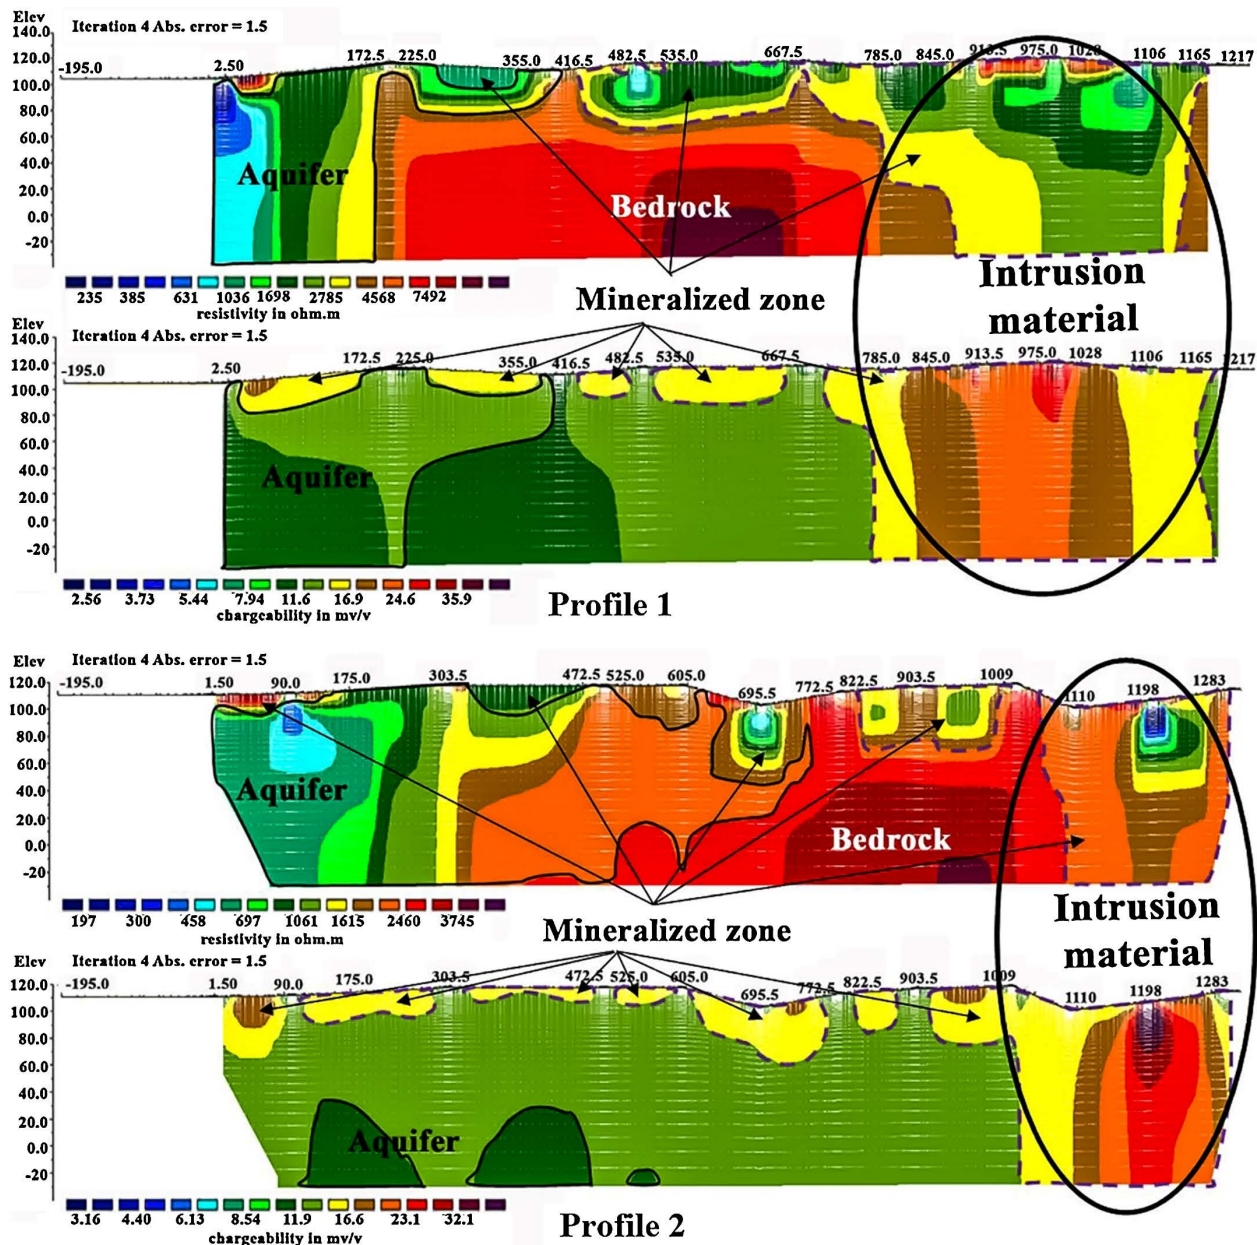 Elev
Iteration 4 Abs. error = 1.5
140.0
-195.0 2.50 172.5 225.0 355.0 416.5 482.5 535.0 667.5 785.0 845.0 913.5 975.0 1028 1106 1165 1217
120.0
100.0
80.0
60.0
40.0
20.0
0.0
-20
Aquifer
Bedrock
235 385 631 1036 1698 2785 4568 7492
resistivity in ohm.m
Mineralized zone
Intrusion
material
Iteration 4 Abs. error = 1.5
Elev
140.0
-195.0 2.50 172.5 225.0 355.0 416.5 482.5 535.0 667.5 785.0 845.0 913.5 975.0 1028 1106 1165 1217
120.0
100.0
80.0
60.0
40.0
20.0
0.0
-20
Aquifer
2.56 3.73 5.44 7.94 11.6 16.9 24.6 35.9
chargeability in mv/v
Profile 1
Elev
Iteration 4 Abs. error = 1.5
120.0
-195.0 1.50 90.0 175.0 303.5 472.5 525.0 605.0 695.5 772.5 822.5 903.5 1009 1110 1198 1283
100.0
80.0
60.0
40.0
20.0
0.0
-20
Aquifer
Bedrock
197 300 458 697 1061 1615 2460 3745
resistivity in ohm.m
Mineralized zone
Intrusion
material
Elev
Iteration 4 Abs. error = 1.5
120.0
-195.0 1.50 90.0 175.0 303.5 472.5 525.0 605.0 695.5 772.5 822.5 903.5 1009 1110 1198 1283
100.0
80.0
60.0
40.0
20.0
0.0
-20
Aquifer
3.16 4.40 6.13 8.54 11.9 16.6 23.1 32.1
chargeability in mv/v
Profile 2